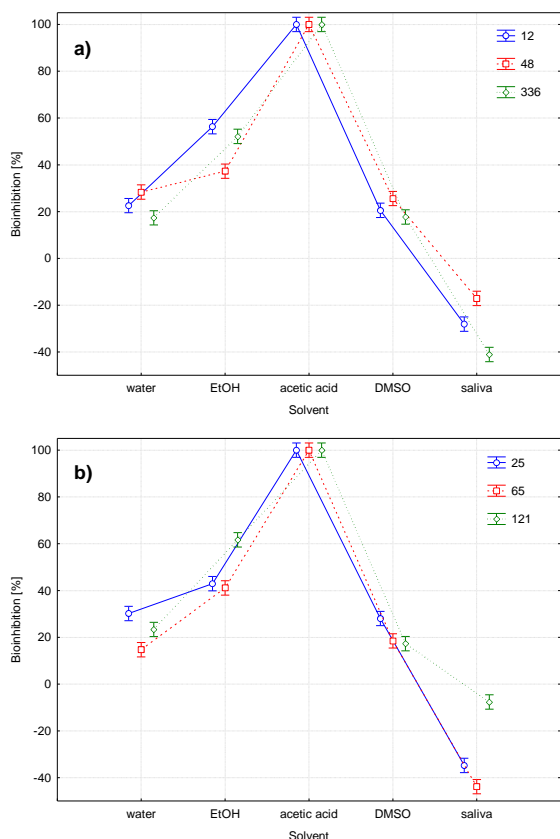 a)
12
48
336
Bioinhibition [%]
100
80
60
40
20
0
-20
-40
water EtOH acetic acid DMSO saliva
Solvent
b)
25
65
121
Bioinhibition [%]
100
80
60
40
20
0
-20
-40
water EtOH acetic acid DMSO saliva
Solvent